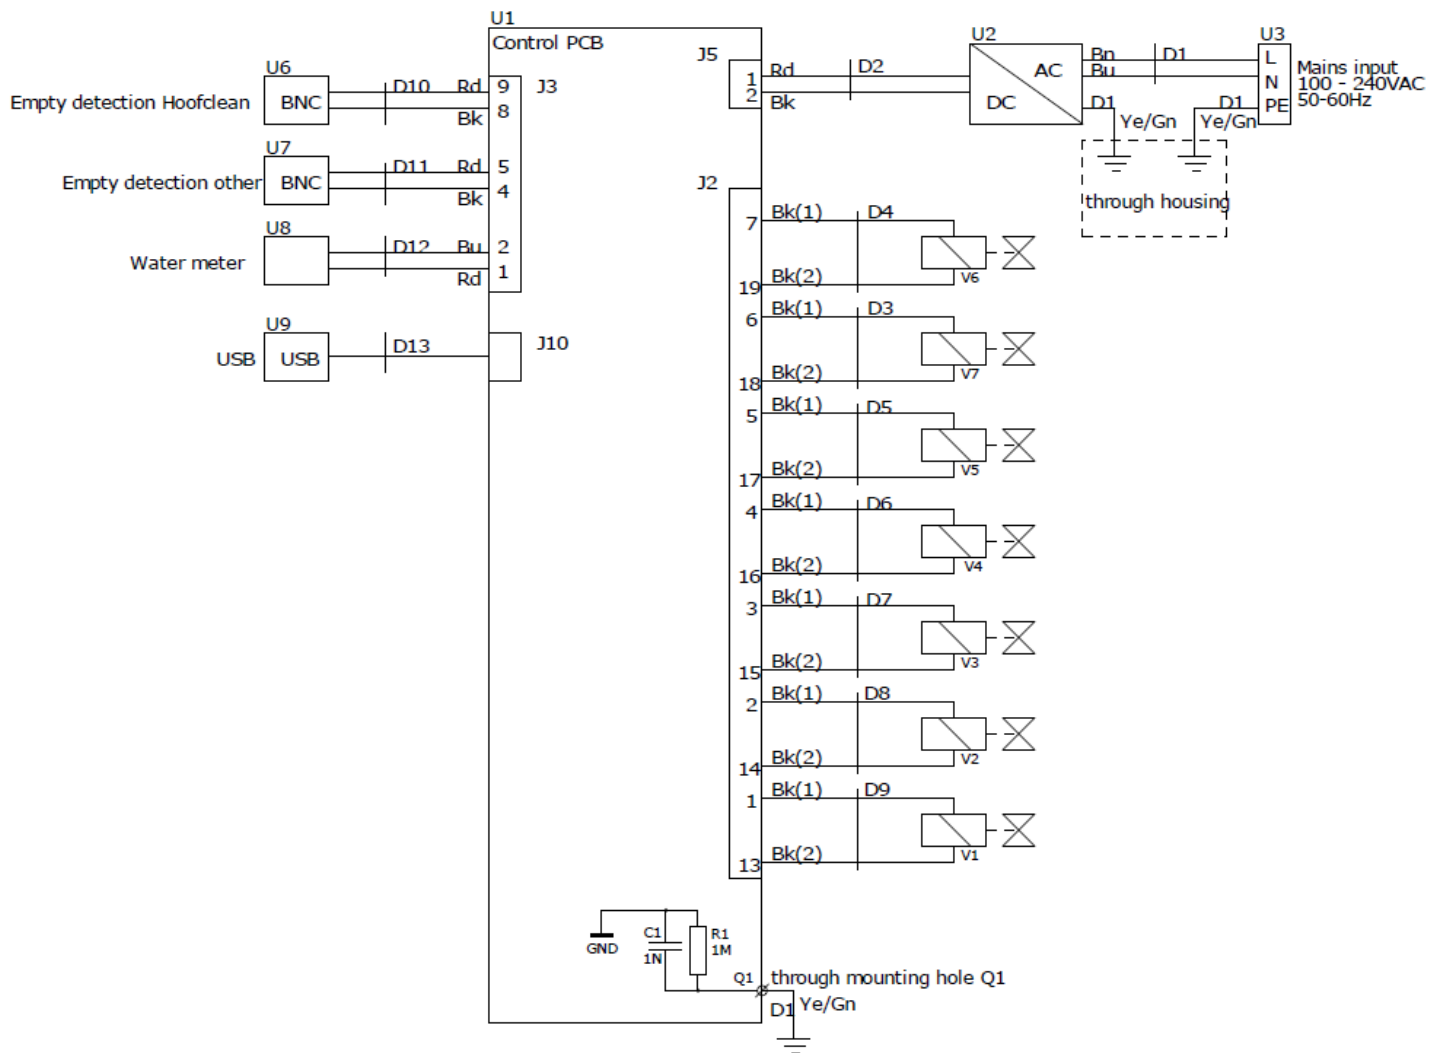 U1
Control PCB
U6
BNC
Empty detection Hoofclean
D10
Rd
Bk
9
8
J3
U7
BNC
Empty detection other
D11
Rd
Bk
5
4
U8
Water meter
D12
Bu
Rd
2
1
U9
USB
USB
D13
J10
J5
1
2
Rd
Bk
D2
U2
AC
DC
Bn
Bu
D1
D1
Ye/Gn
D1
Ye/Gn
U3
L
N
PE
Mains input
100 - 240VAC
50-60Hz
through housing
J2
7
Bk(1)
D4
19
Bk(2)
V6
6
Bk(1)
D3
18
Bk(2)
V7
5
Bk(1)
D5
17
Bk(2)
V5
4
Bk(1)
D6
16
Bk(2)
V4
3
Bk(1)
D7
15
Bk(2)
V3
2
Bk(1)
D8
14
Bk(2)
V2
1
Bk(1)
D9
13
Bk(2)
V1
GND
C1
1N
R1
1M
Q1
through mounting hole Q1
D1
Ye/Gn